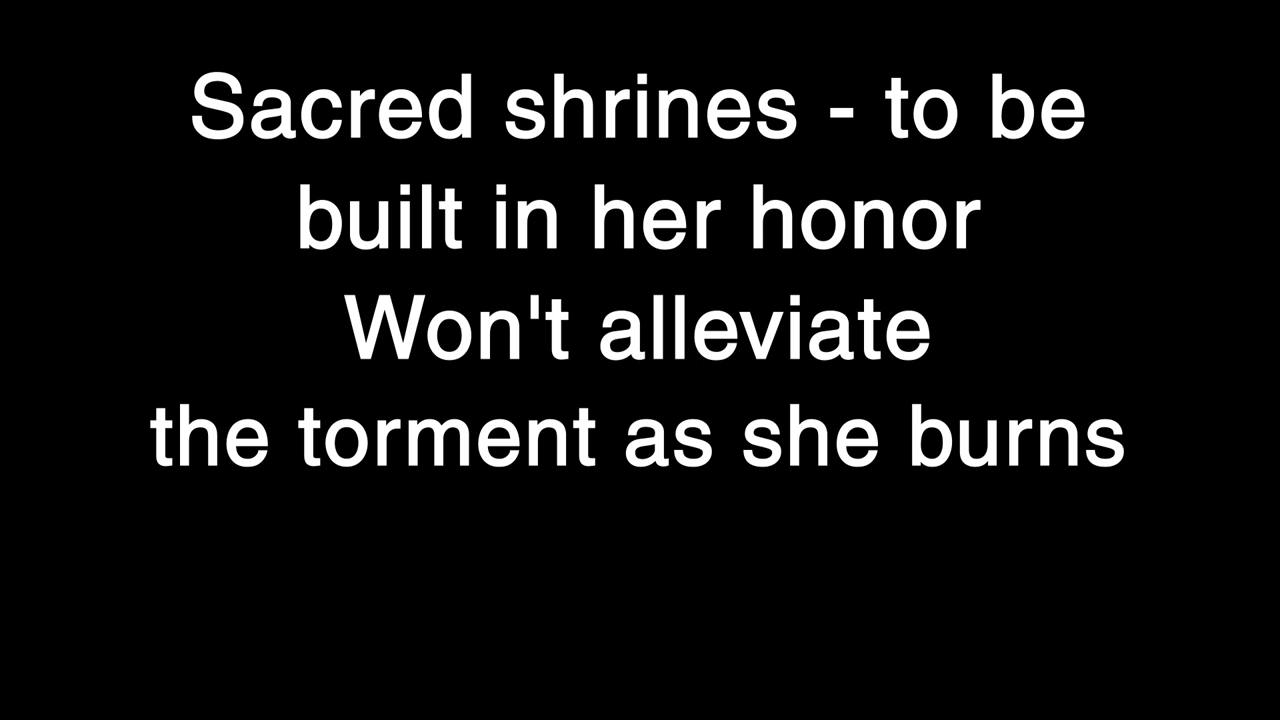 Sacred shrines - to be
built in her honor
Won't alleviate
the torment as she burns